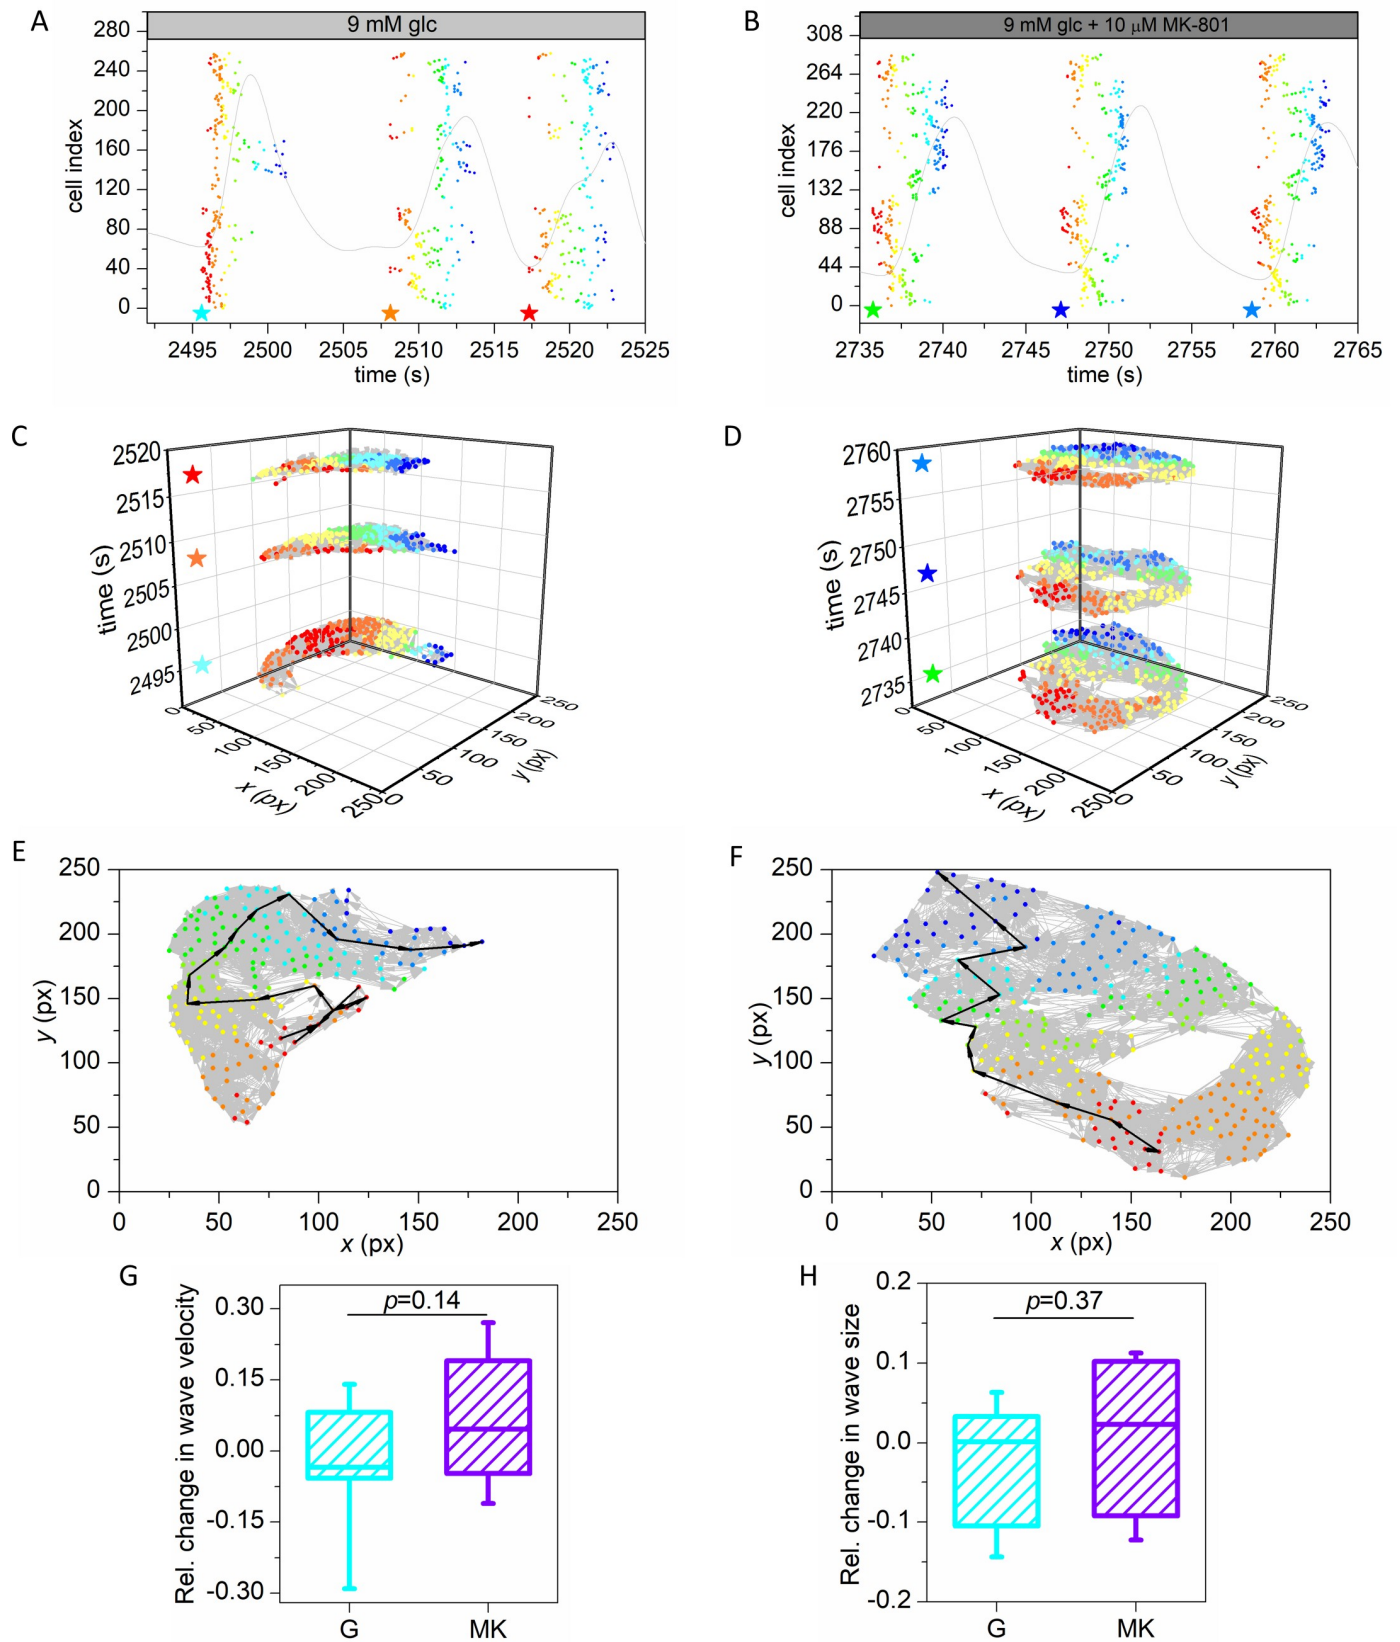 A
9 mM glc
280
240
200
160
120
80
40
0
cell index
2495 2500 2505 2510 2515 2520 2525
time (s)
B
9 mM glc + 10 μM MK-801
308
264
220
176
132
88
44
0
cell index
2735 2740 2745 2750 2755 2760 2765
time (s)
C
2520
2515
2510
2505
2500
2495
time (s)
0 50 100 150 200 250
x (px)
0 50 100 150 200 250
y (px)
D
2760
2755
2750
2745
2740
2735
time (s)
0 50 100 150 200 250
x (px)
0 50 100 150 200 250
y (px)
E
250
200
150
100
50
0
y (px)
0 50 100 150 200 250
x (px)
F
250
200
150
100
50
0
y (px)
0 50 100 150 200 250
x (px)
G
p=0.14
0.30
0.15
0.00
-0.15
-0.30
Rel. change in wave velocity
G MK
H
p=0.37
0.2
0.1
0.0
-0.1
-0.2
Rel. change in wave size
G MK